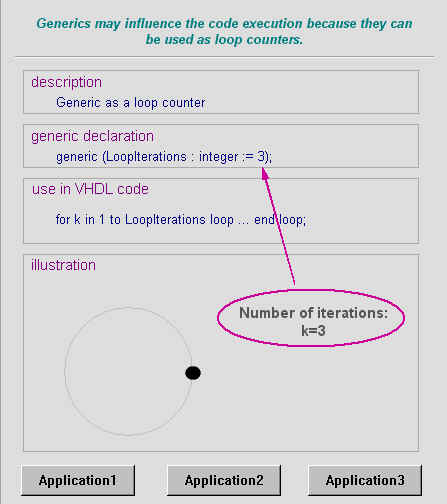 Generics may influence the code execution because they can
be used as loop counters.
description
Generic as a loop counter
generic declaration
generic (LoopIterations : integer := 3);
use in VHDL code
for k in 1 to LoopIterations loop ... end loop;
illustration
Number of iterations:
k=3
Application1
Application2
Application3